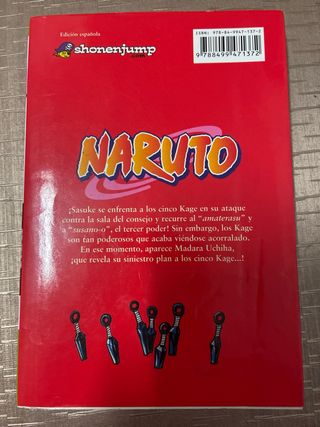 Edición española
shonenjump
.com
ISBN: 978-84-9947-137-2
9 788499 471372
NARUTO
¡Sasuke se enfrenta a los cinco Kage en su ataque
contra la sala del consejo y recurre al "amaterasu" y
a "susano-o", el tercer poder! Sin embargo, los Kage
son tan poderosos que acaba viéndose acorralado.
En ese momento, aparece Madara Uchiha,
¡que revela su siniestro plan a los cinco Kage...!